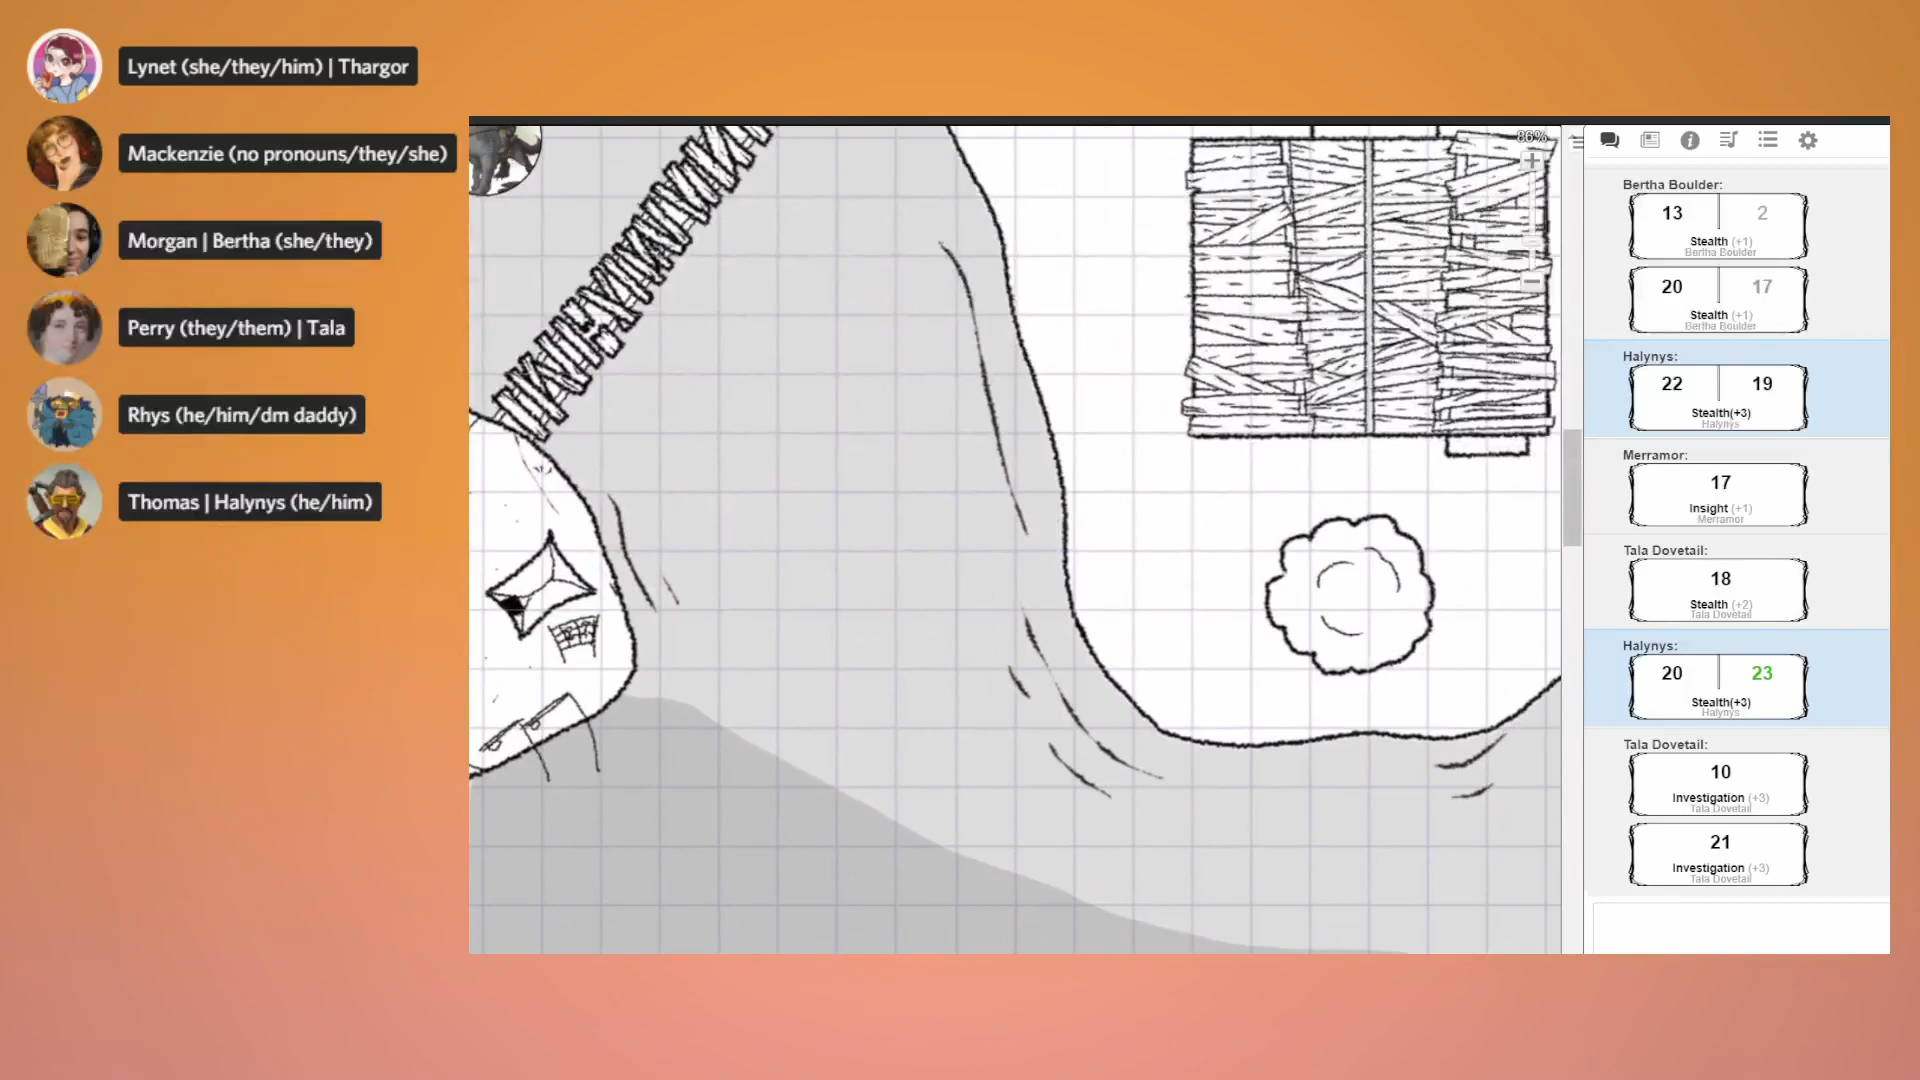 Lynet (she/they/him) | Thargor
Mackenzie (no pronouns/they/she)
Morgan | Bertha (she/they)
Perry (they/them) | Tala
Rhys (he/him/dm daddy)
Thomas | Halynys (he/him)
86%
Bertha Boulder:
13 2
Stealth (+1)
Bertha Boulder
20 17
Stealth (+1)
Bertha Boulder
Halynys:
22 19
Stealth(+3)
Halynys
Merramor:
17
Insight (+1)
Merramor
Tala Dovetail:
18
Stealth (+2)
Tala Dovetail
Halynys:
20 23
Stealth(+3)
Halynys
Tala Dovetail:
10
Investigation (+3)
Tala Dovetail
21
Investigation (+3)
Tala Dovetail